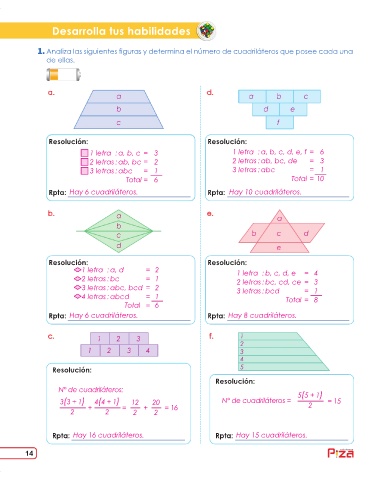 Desarrolla tus habilidades
1. Analiza las siguientes figuras y determina el número de cuadriláteros que posee cada una
de ellas.
a.
a
b
c
Resolución:
1 letra : a, b, c = 3
2 letras: ab, bc = 2
3 letras: abc = 1
Total = 6
Rpta: Hay 6 cuadriláteros.
d.
a b c
d e
f
Resolución:
1 letra : a, b, c, d, e, f = 6
2 letras: ab, bc, de = 3
3 letras: abc = 1
Total = 10
Rpta: Hay 10 cuadriláteros.
b.
a
b
c
d
Resolución:
1 letra : a, d = 2
2 letras: bc = 1
3 letras: abc, bcd = 2
4 letras: abcd = 1
Total = 6
Rpta: Hay 6 cuadriláteros.
e.
a
b c d
e
Resolución:
1 letra : b, c, d, e = 4
2 letras: bc, cd, ce = 3
3 letras: bcd = 1
Total = 8
Rpta: Hay 8 cuadriláteros.
c.
1 2 3
1 2 3 4
Resolución:
N° de cuadriláteros:
3(3 + 1)/2 + 4(4 + 1)/2 = 12/2 + 20/2 = 16
Rpta: Hay 16 cuadriláteros.
f.
1
2
3
4
5
Resolución:
N° de cuadriláteros = 5(5 + 1)/2 = 15
Rpta: Hay 15 cuadriláteros.
14
PIZA